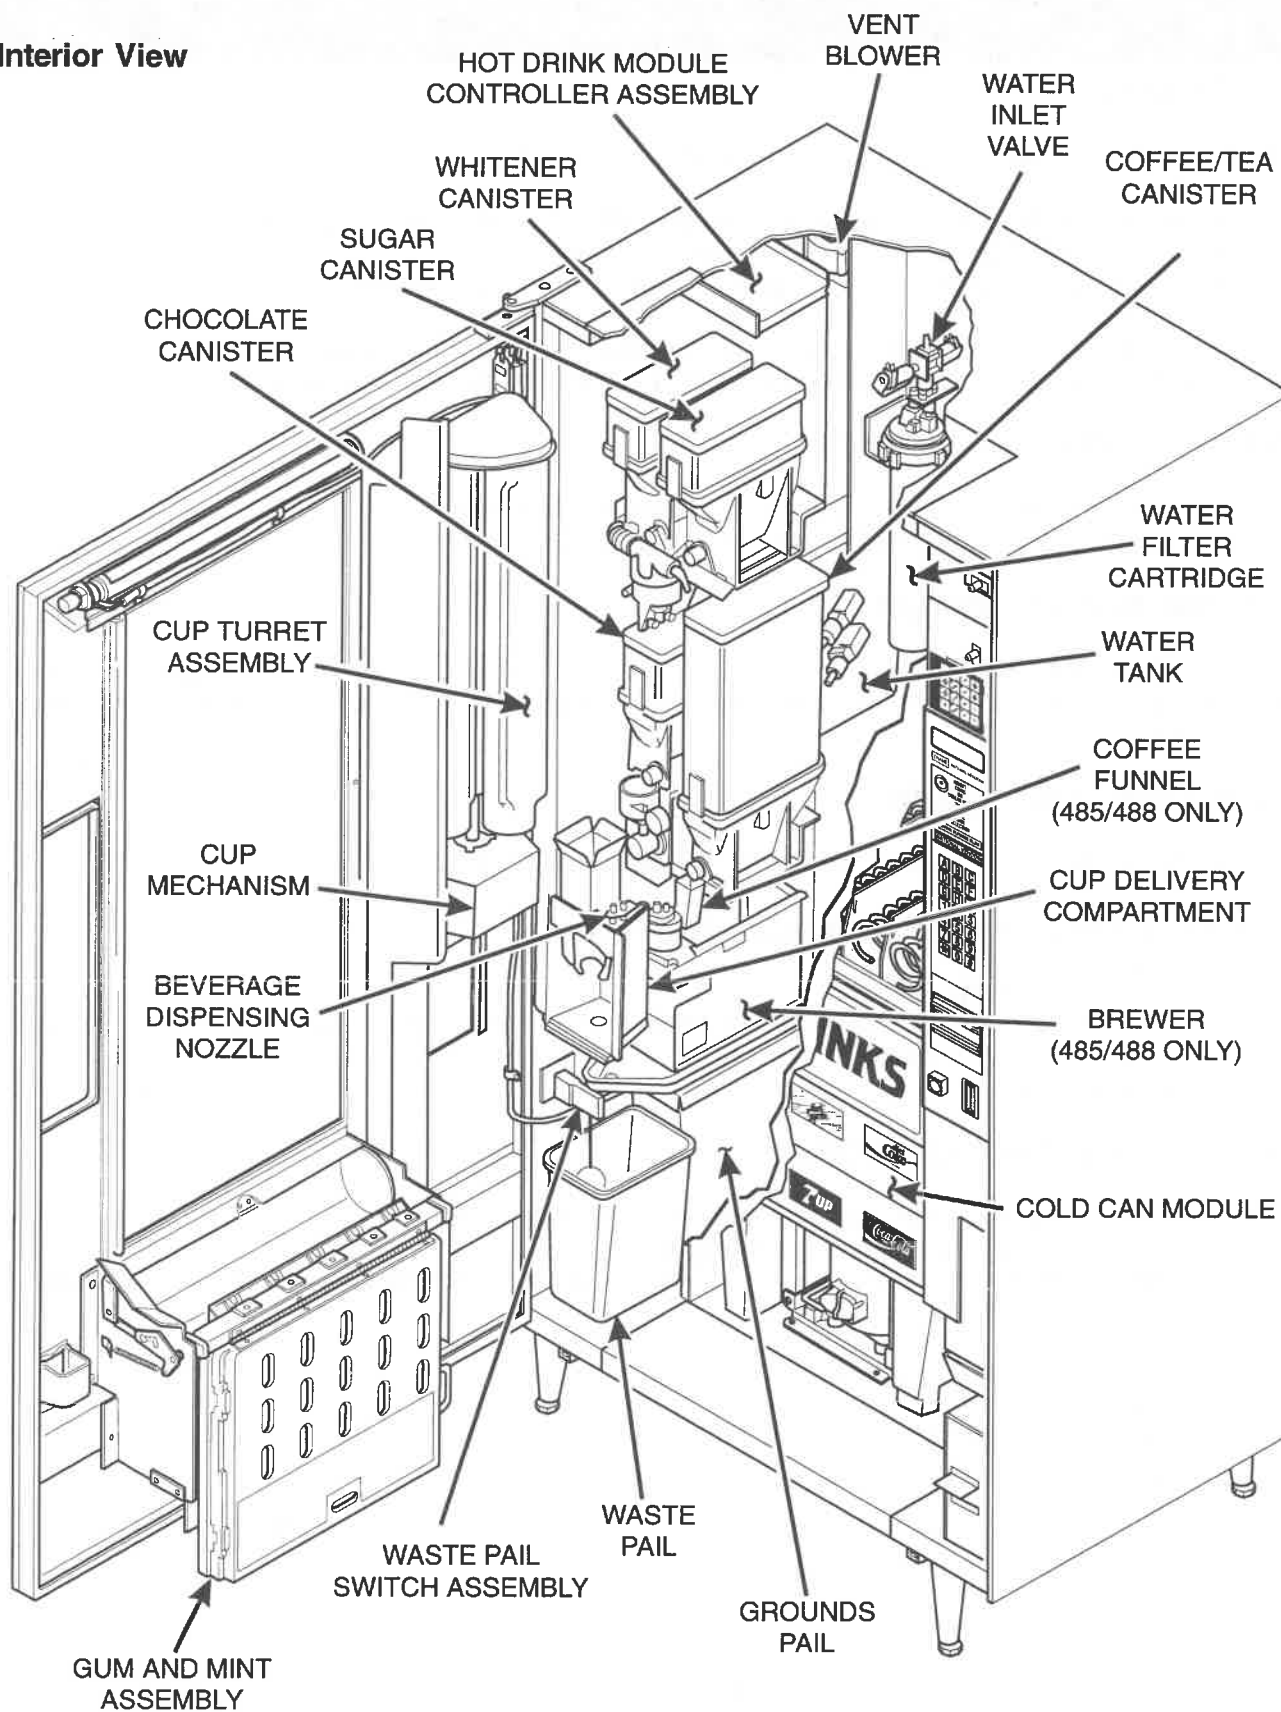 Interior View
VENT
BLOWER
HOT DRINK MODULE
CONTROLLER ASSEMBLY
WATER
INLET
VALVE
WHITENER
CANISTER
COFFEE/TEA
CANISTER
SUGAR
CANISTER
CHOCOLATE
CANISTER
WATER
FILTER
CARTRIDGE
CUP TURRET
ASSEMBLY
WATER
TANK
COFFEE
FUNNEL
(485/488 ONLY)
CUP
MECHANISM
CUP DELIVERY
COMPARTMENT
BEVERAGE
DISPENSING
NOZZLE
BREWER
(485/488 ONLY)
INKS
Coke
7UP
Coca-Cola
COLD CAN MODULE
WASTE
PAIL
WASTE PAIL
SWITCH ASSEMBLY
GROUNDS
PAIL
GUM AND MINT
ASSEMBLY